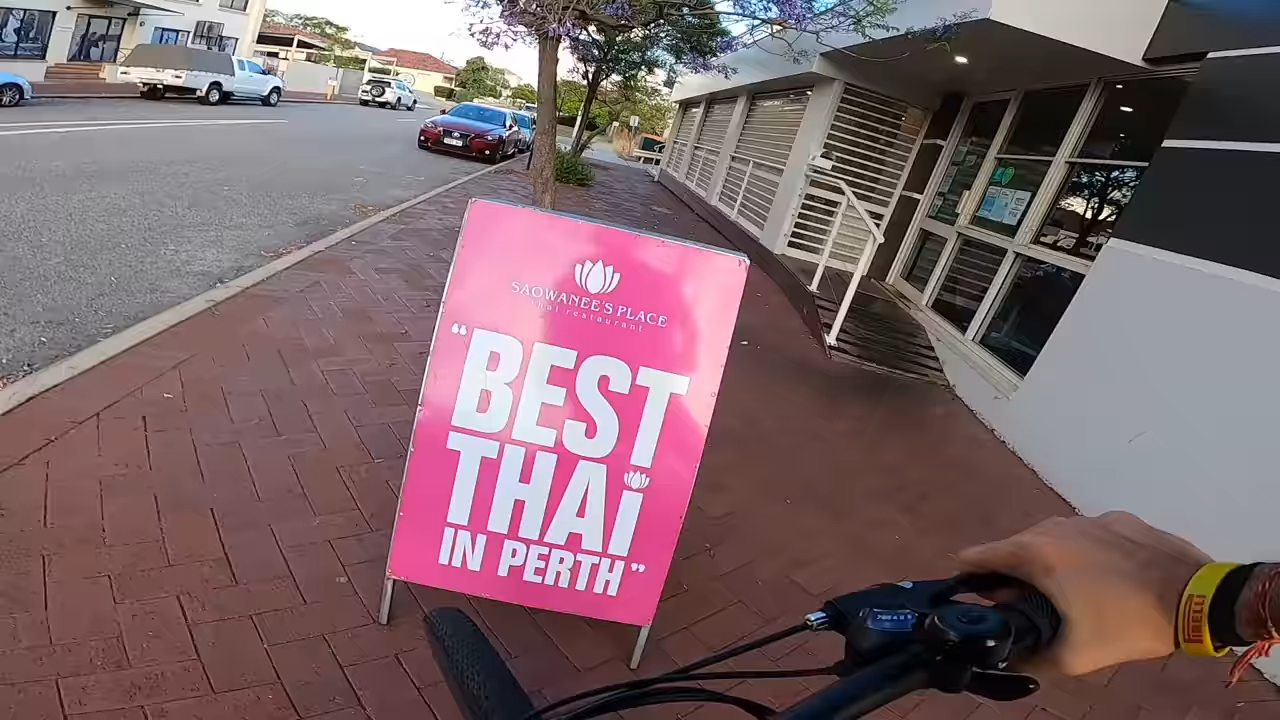 SAOWANEE'S PLACE
thai restaurant
“BEST
THAi
IN PERTH”
PIRELLI